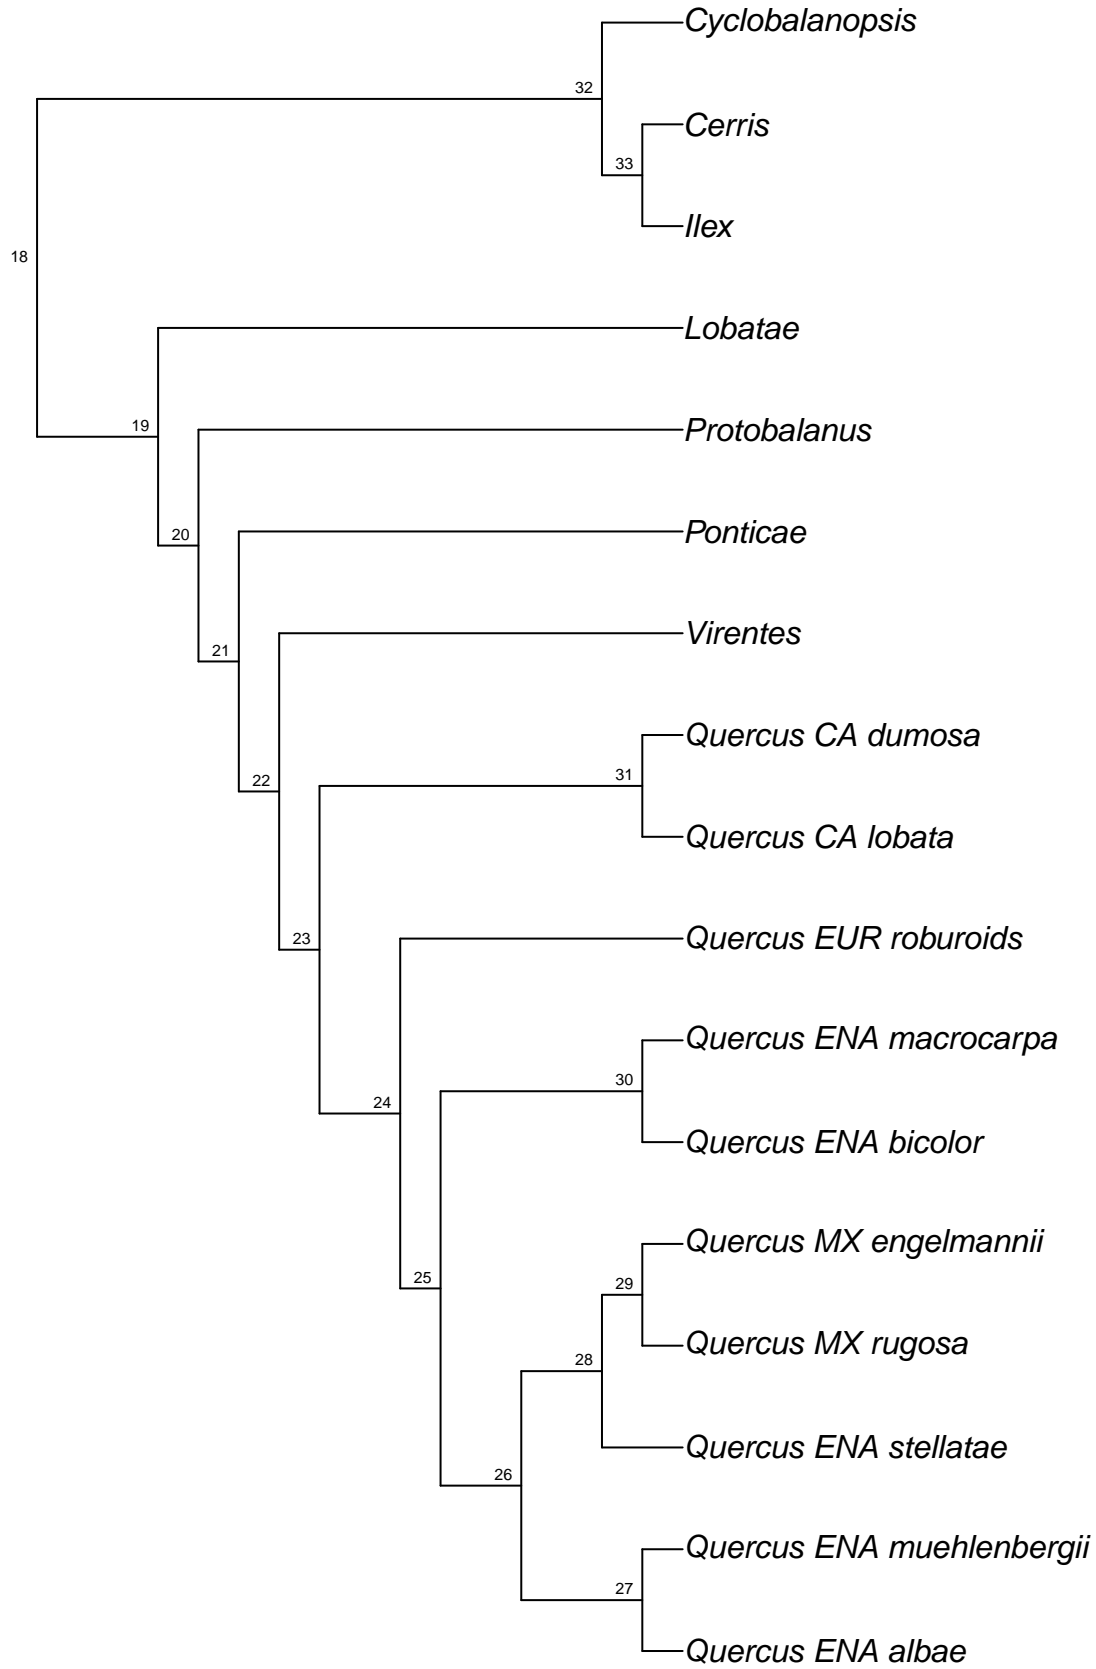 Cyclobalanopsis
32
Cerris
33
Ilex
18
Lobatae
19
Protobalanus
20
Ponticae
21
Virentes
22
Quercus CA dumosa
31
Quercus CA lobata
23
Quercus EUR roburoids
Quercus ENA macrocarpa
30
24
Quercus ENA bicolor
Quercus MX engelmannii
25
29
Quercus MX rugosa
28
Quercus ENA stellatae
26
Quercus ENA muehlenbergii
27
Quercus ENA albae